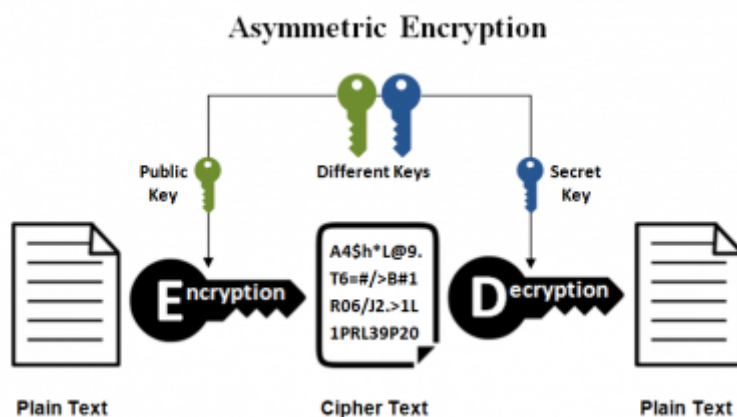 Asymmetric Encryption
Public
Key
Different Keys
Secret
Key
A4$h*L@9.
T6=#/>B#1
R06/J2.>1L
1PRL39P20
Encryption
Decryption
Plain Text
Cipher Text
Plain Text